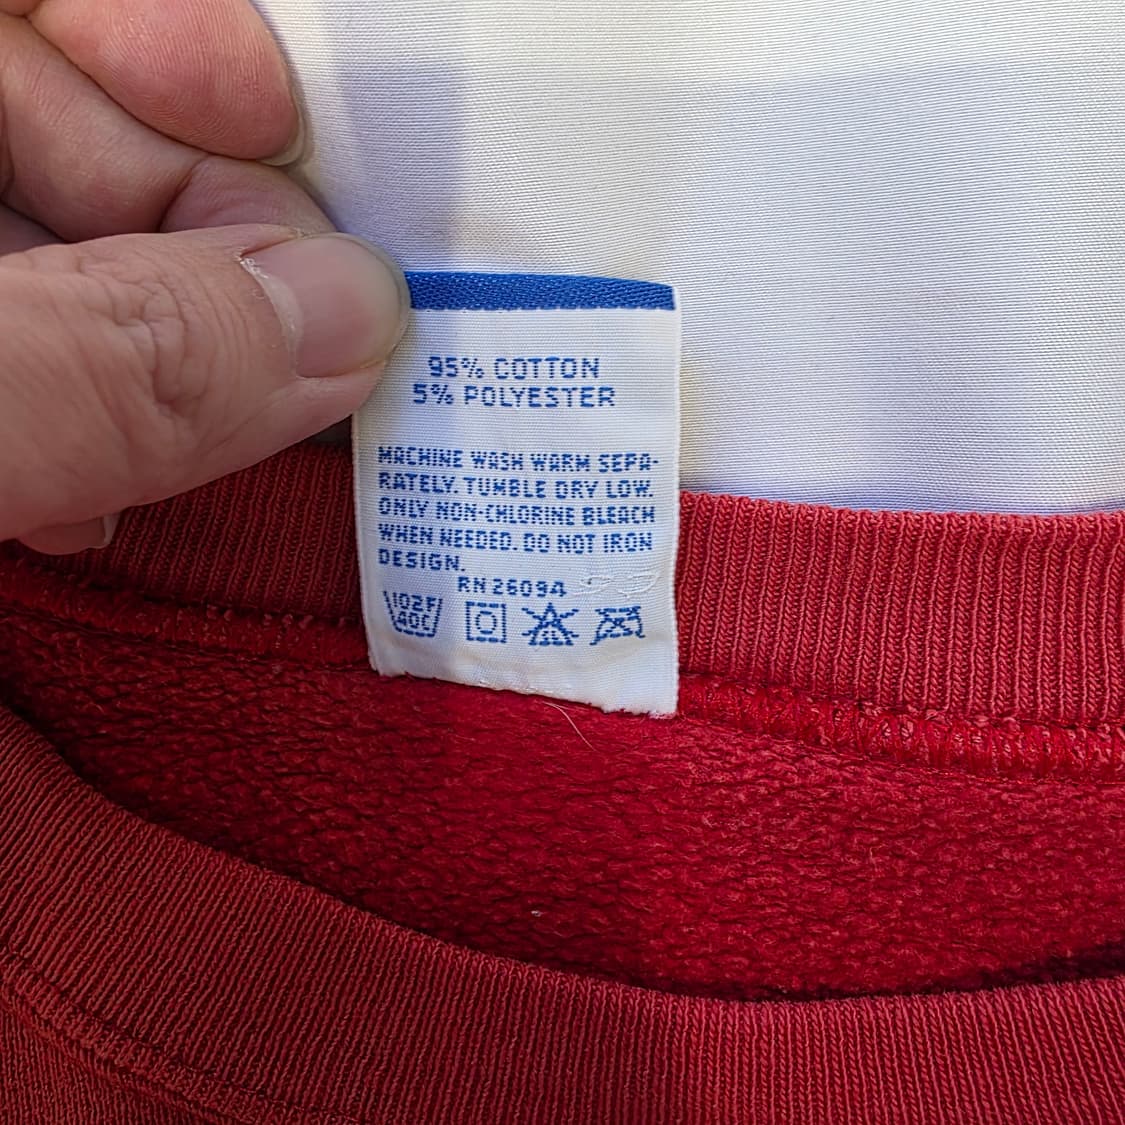 95% COTTON
5% POLYESTER
MACHINE WASH WARM SEPA-
RATELY. TUMBLE DRY LOW.
ONLY NON-CHLORINE BLEACH
WHEN NEEDED. DO NOT IRON
DESIGN.
RN 26094
102F
40C